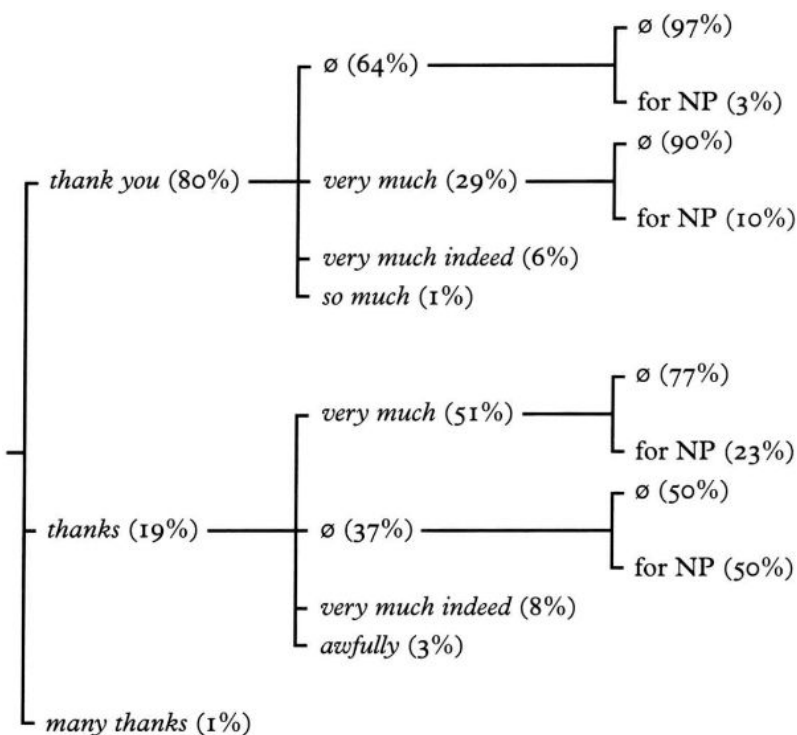 ø (97%)
ø (64%)
for NP (3%)
ø (90%)
thank you (80%)
very much (29%)
for NP (10%)
very much indeed (6%)
so much (1%)
ø (77%)
very much (51%)
for NP (23%)
ø (50%)
thanks (19%)
ø (37%)
for NP (50%)
very much indeed (8%)
awfully (3%)
many thanks (1%)